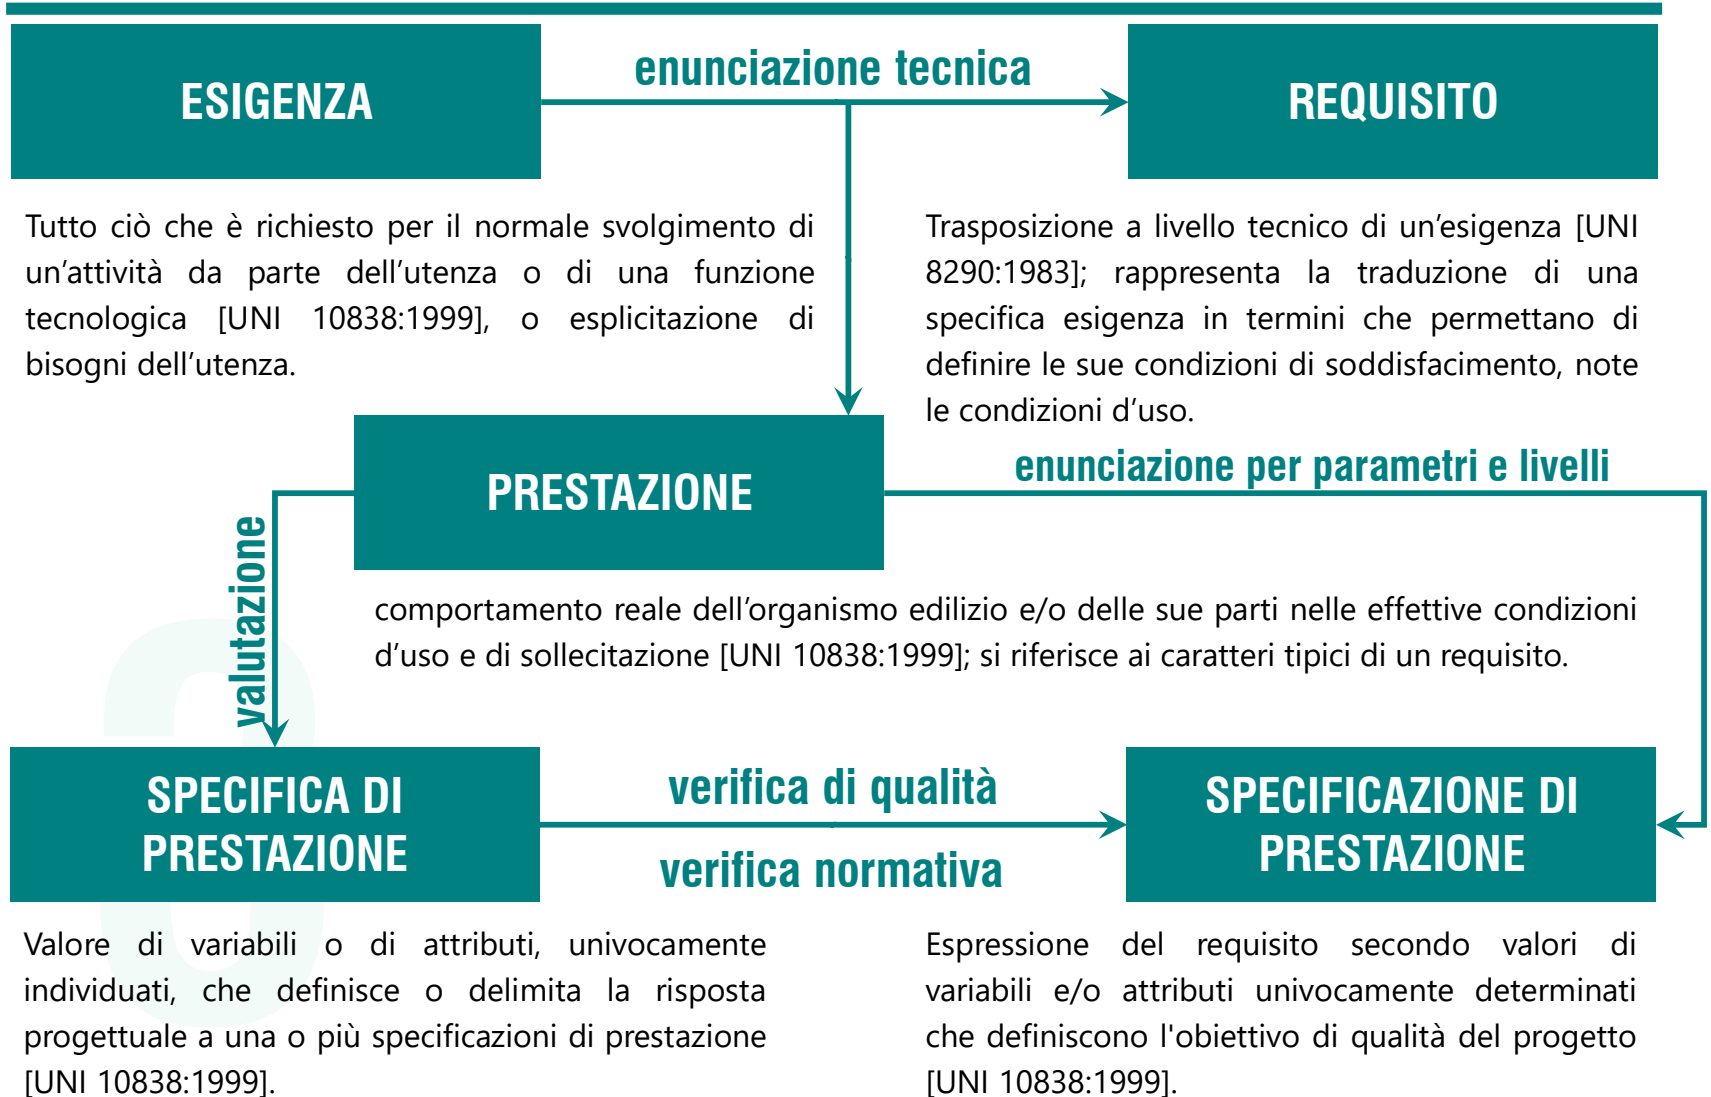 ESIGENZA
enunciazione tecnica
REQUISITO
Tutto ciò che è richiesto per il normale svolgimento di
un’attività da parte dell’utenza o di una funzione
tecnologica [UNI 10838:1999], o esplicitazione di
bisogni dell’utenza.
Trasposizione a livello tecnico di un’esigenza [UNI
8290:1983]; rappresenta la traduzione di una
specifica esigenza in termini che permettano di
definire le sue condizioni di soddisfacimento, note
le condizioni d’uso.
PRESTAZIONE
enunciazione per parametri e livelli
valutazione
comportamento reale dell’organismo edilizio e/o delle sue parti nelle effettive condizioni
d’uso e di sollecitazione [UNI 10838:1999]; si riferisce ai caratteri tipici di un requisito.
SPECIFICA DI
PRESTAZIONE
verifica di qualità
verifica normativa
SPECIFICAZIONE DI
PRESTAZIONE
Valore di variabili o di attributi, univocamente
individuati, che definisce o delimita la risposta
progettuale a una o più specificazioni di prestazione
[UNI 10838:1999].
Espressione del requisito secondo valori di
variabili e/o attributi univocamente determinati
che definiscono l'obiettivo di qualità del progetto
[UNI 10838:1999].